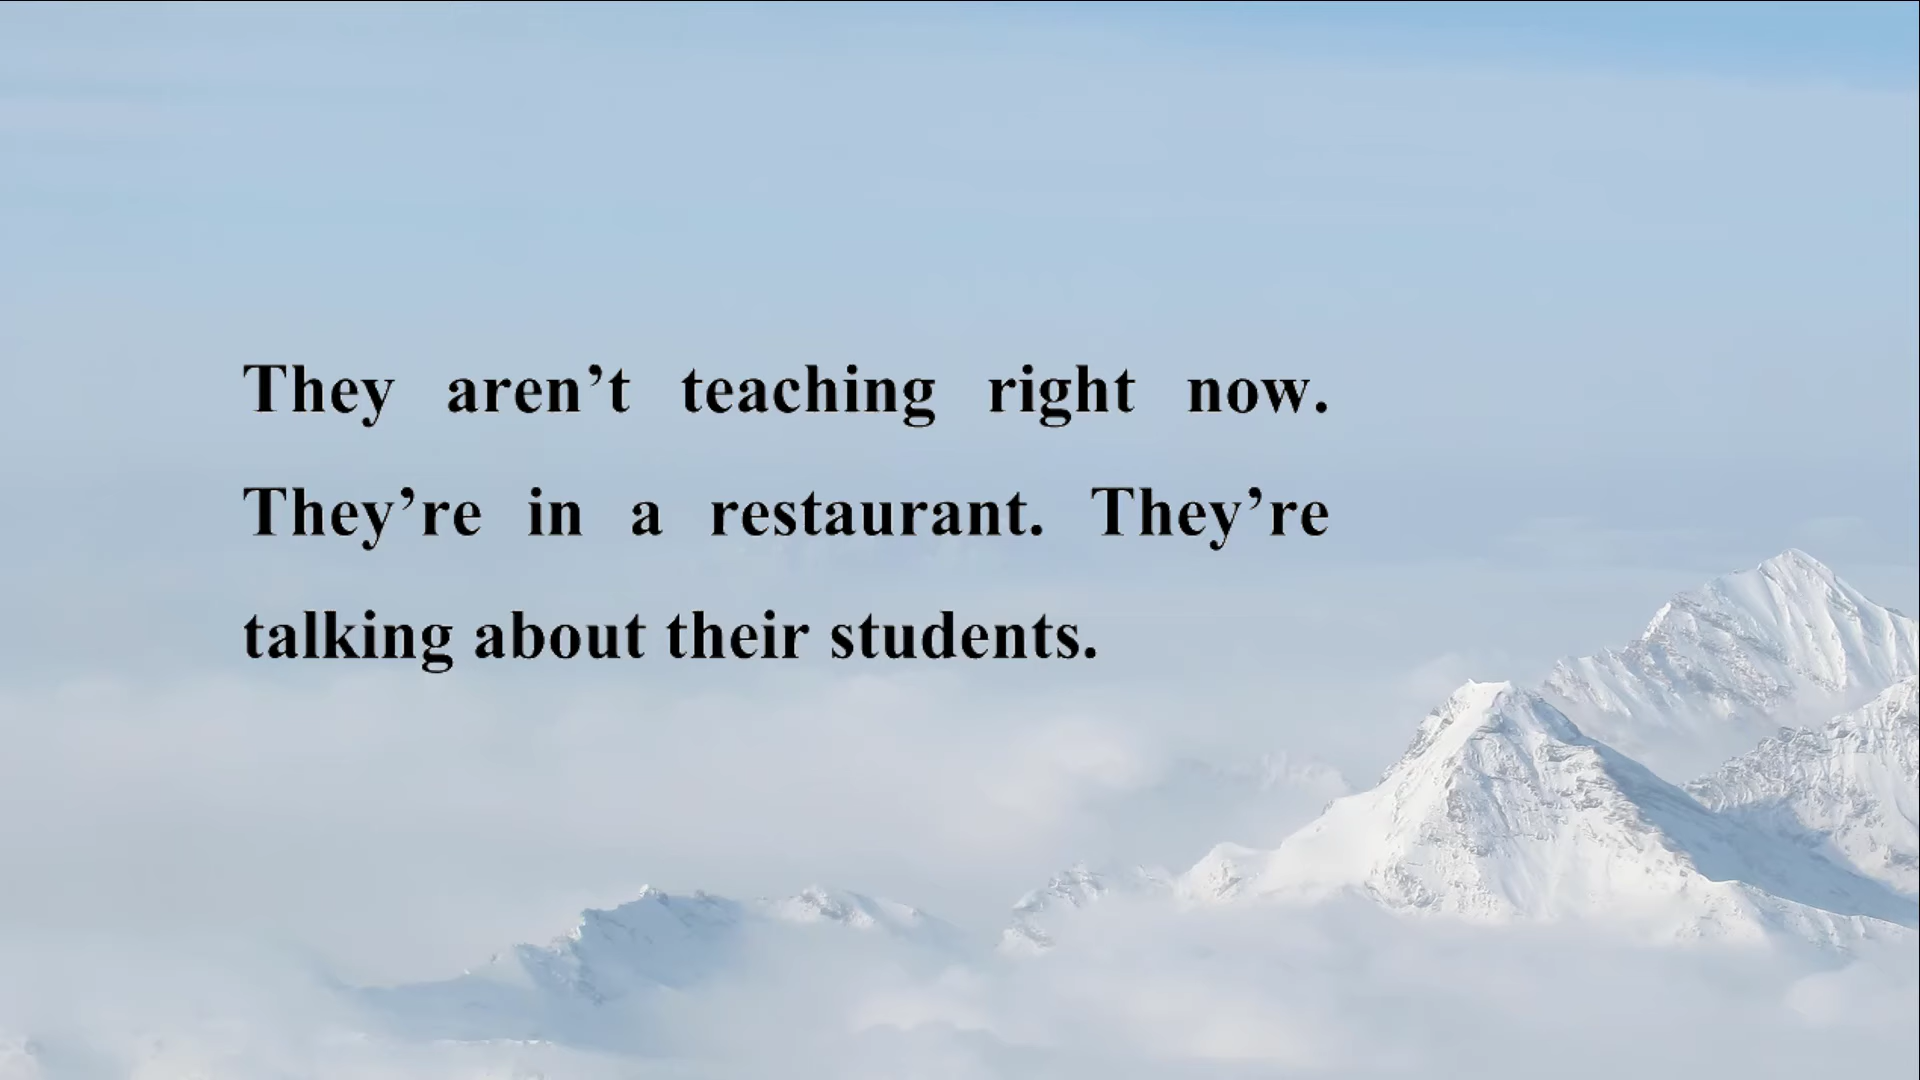 They aren’t teaching right now.
They’re in a restaurant. They’re
talking about their students.